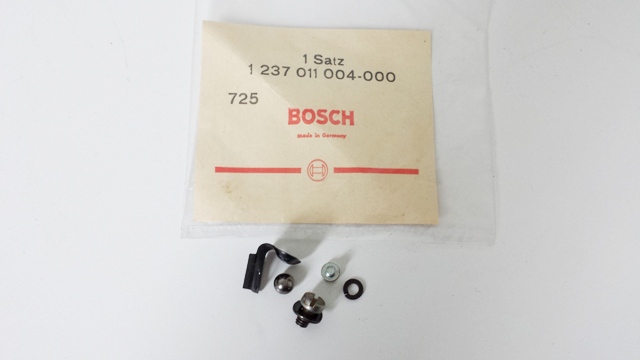 1 Satz
1 237 011 004-000
725
BOSCH
Made in Germany